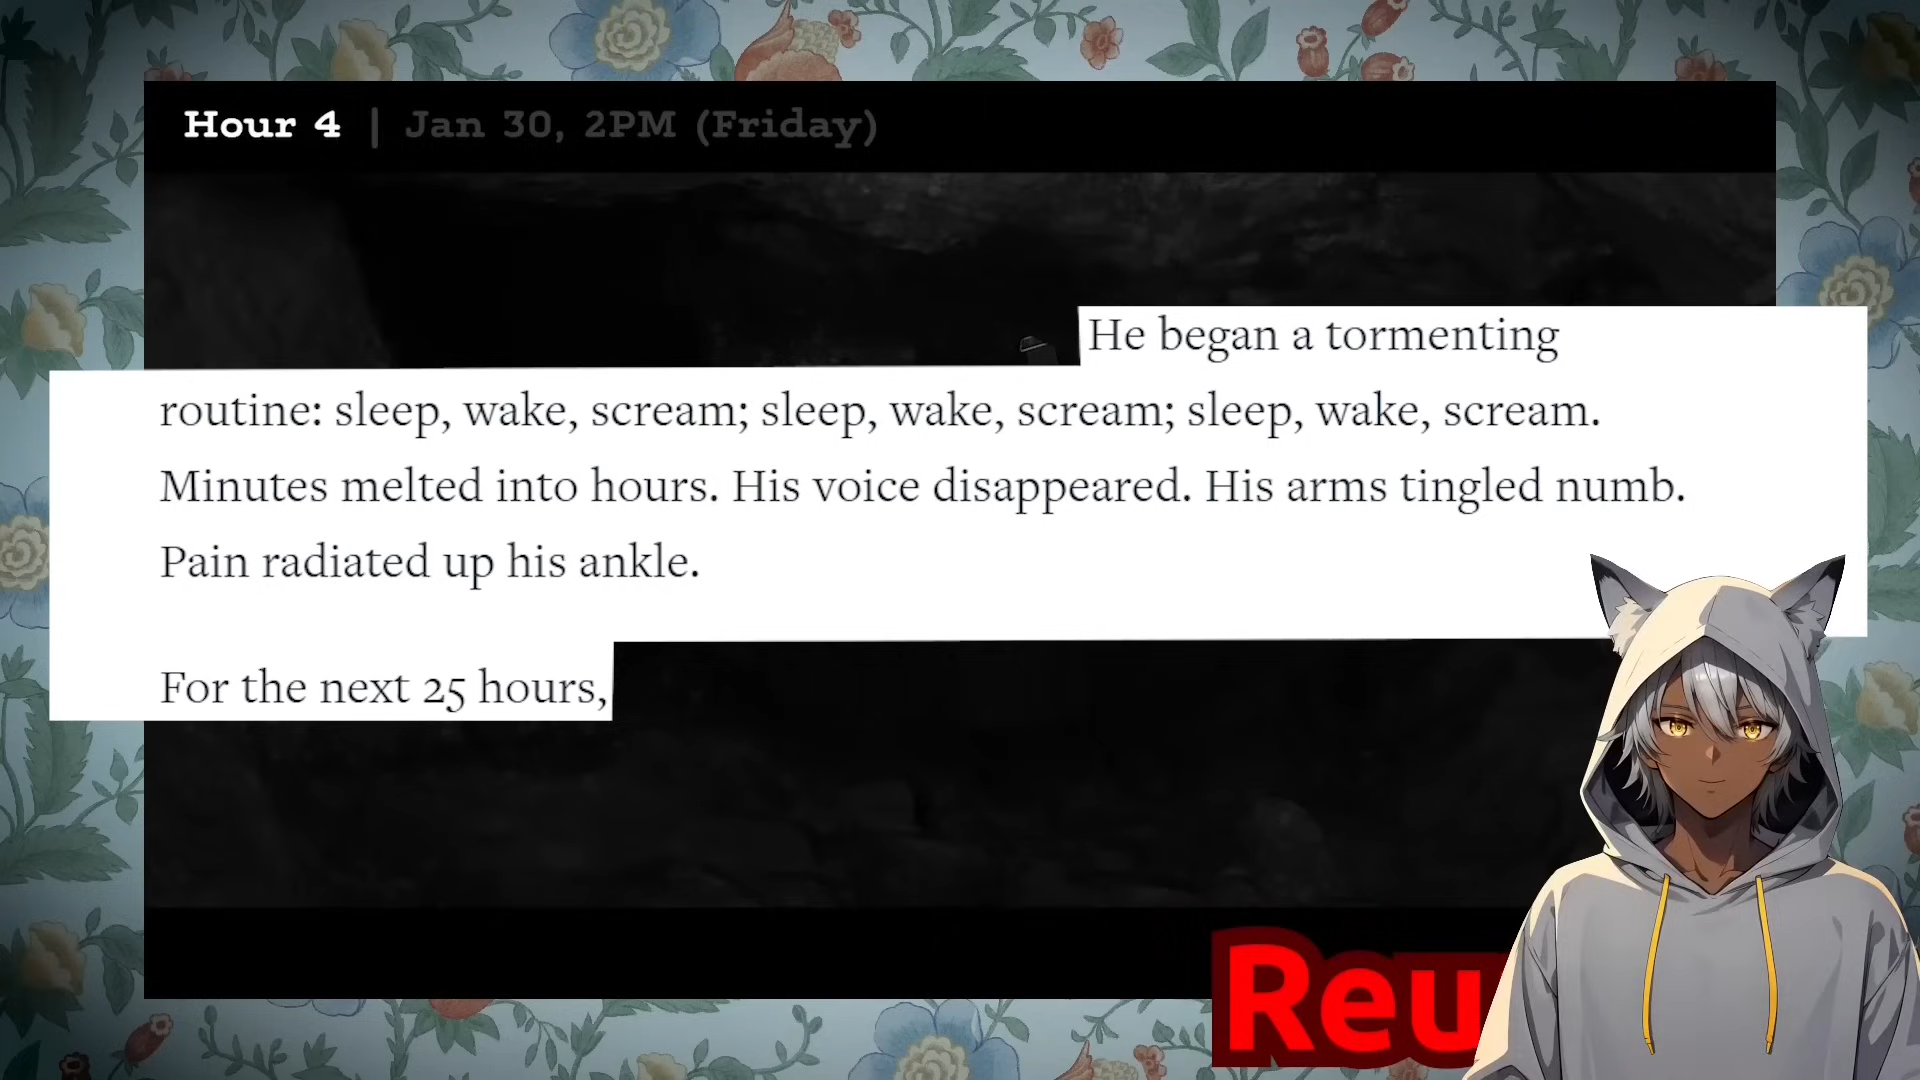 Hour 4 | Jan 30, 2PM (Friday)
He began a tormenting
routine: sleep, wake, scream; sleep, wake, scream; sleep, wake, scream.
Minutes melted into hours. His voice disappeared. His arms tingled numb.
Pain radiated up his ankle.
For the next 25 hours,
Reu